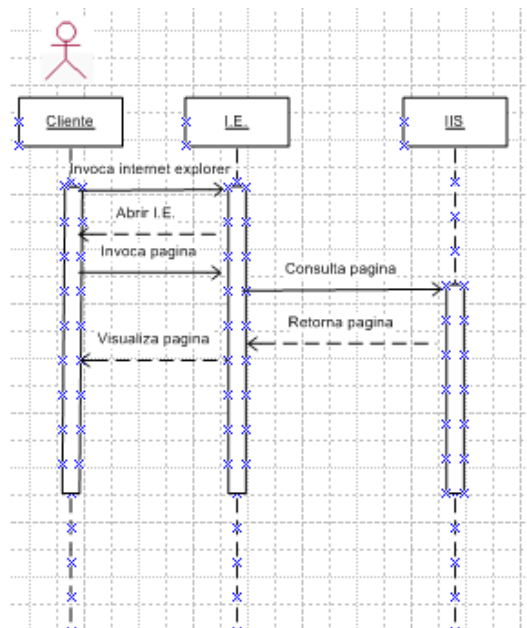 Cliente
I.E.
IIS
Invoca internet explorer
Abrir I.E.
Invoca pagina
Consulta pagina
Retorna pagina
Visualiza pagina